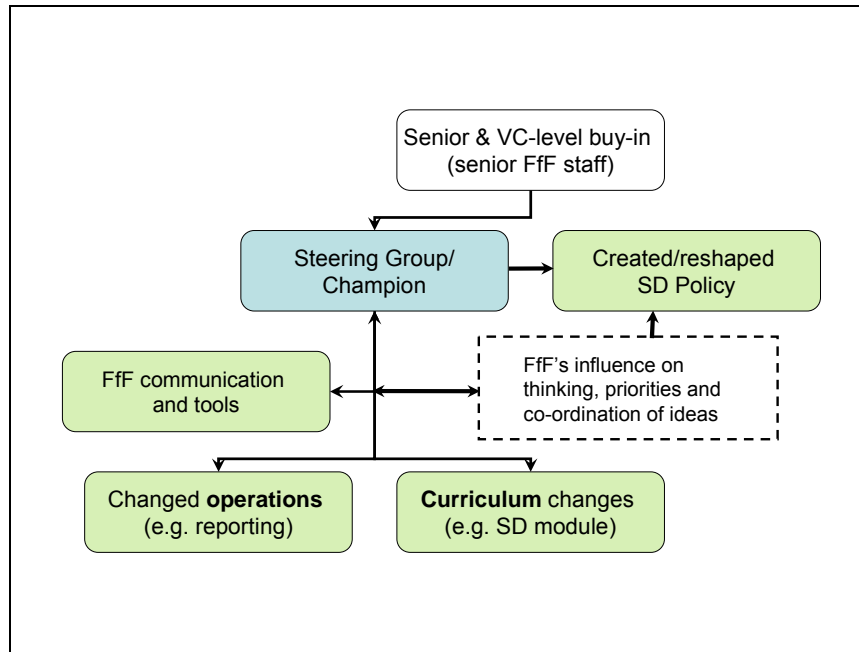 Senior & VC-level buy-in
(senior FfF staff)
Steering Group/
Champion
Created/reshaped
SD Policy
FfF communication
and tools
FfF’s influence on
thinking, priorities and
co-ordination of ideas
Changed operations
(e.g. reporting)
Curriculum changes
(e.g. SD module)